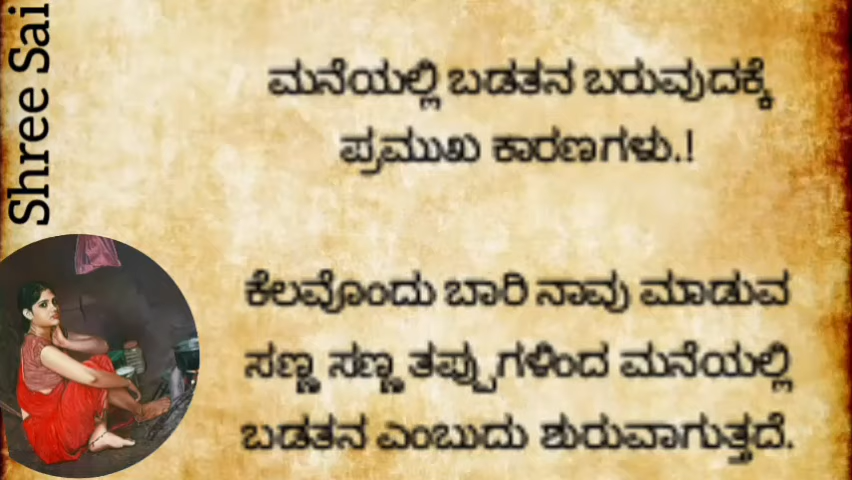 Shree Sai
ಮನೆಯಲ್ಲಿ ಬಡತನ ಬರುವುದಕ್ಕೆ
ಪ್ರಮುಖ ಕಾರಣಗಳು.!
ಕೆಲವೊಂದು ಬಾರಿ ನಾವು ಮಾಡುವ
ಸಣ್ಣ ಸಣ್ಣ ತಪ್ಪುಗಳಿಂದ ಮನೆಯಲ್ಲಿ
ಬಡತನ ಎಂಬುದು ಶುರುವಾಗುತ್ತದೆ.